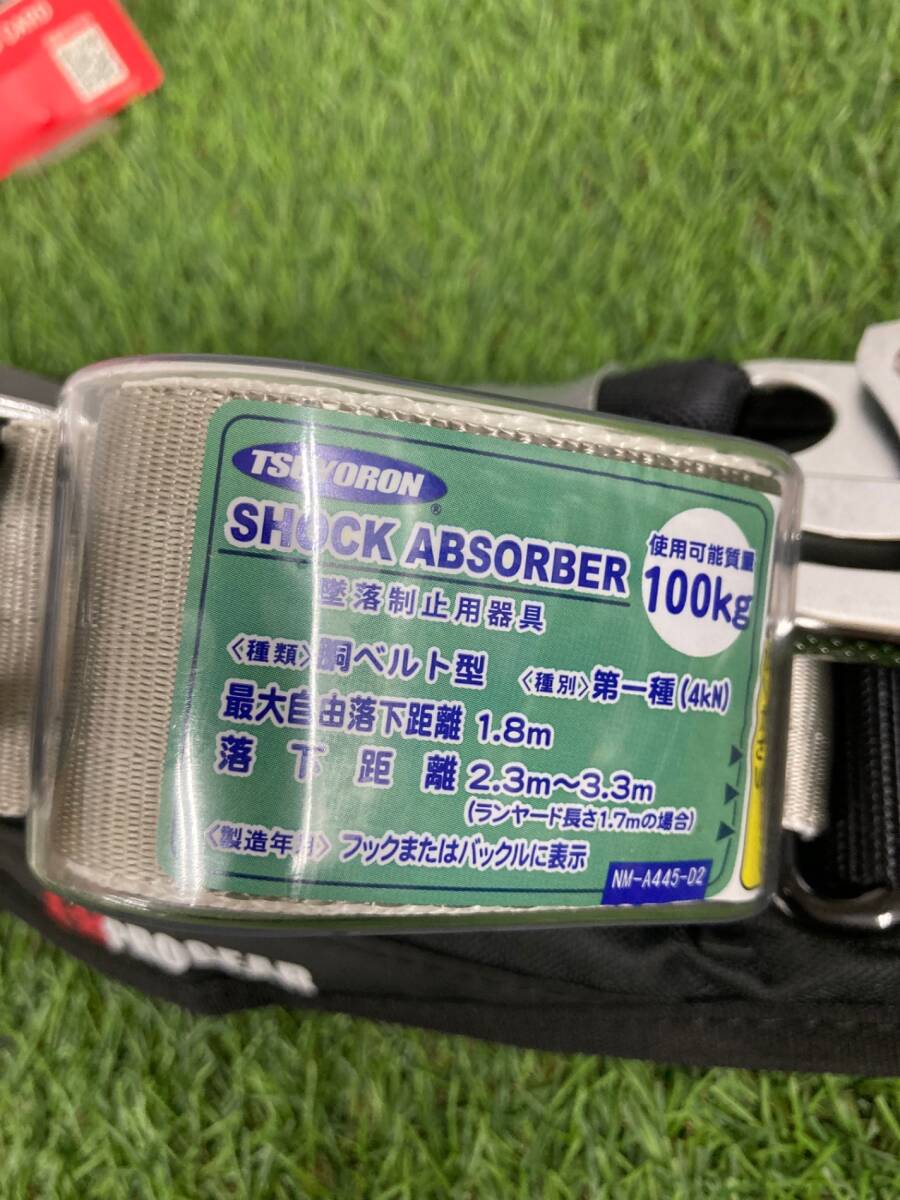 TSUYORON®
SHOCK ABSORBER
使用可能質量
100kg
墜落制止用器具
〈種類〉胴ベルト型 〈種別〉第一種(4kN)
最大自由落下距離 1.8m
落下距離 2.3m～3.3m
(ランヤード長さ1.7mの場合)
〈製造年月〉フックまたはバックルに表示
NM-A445-D2
PROGEAR